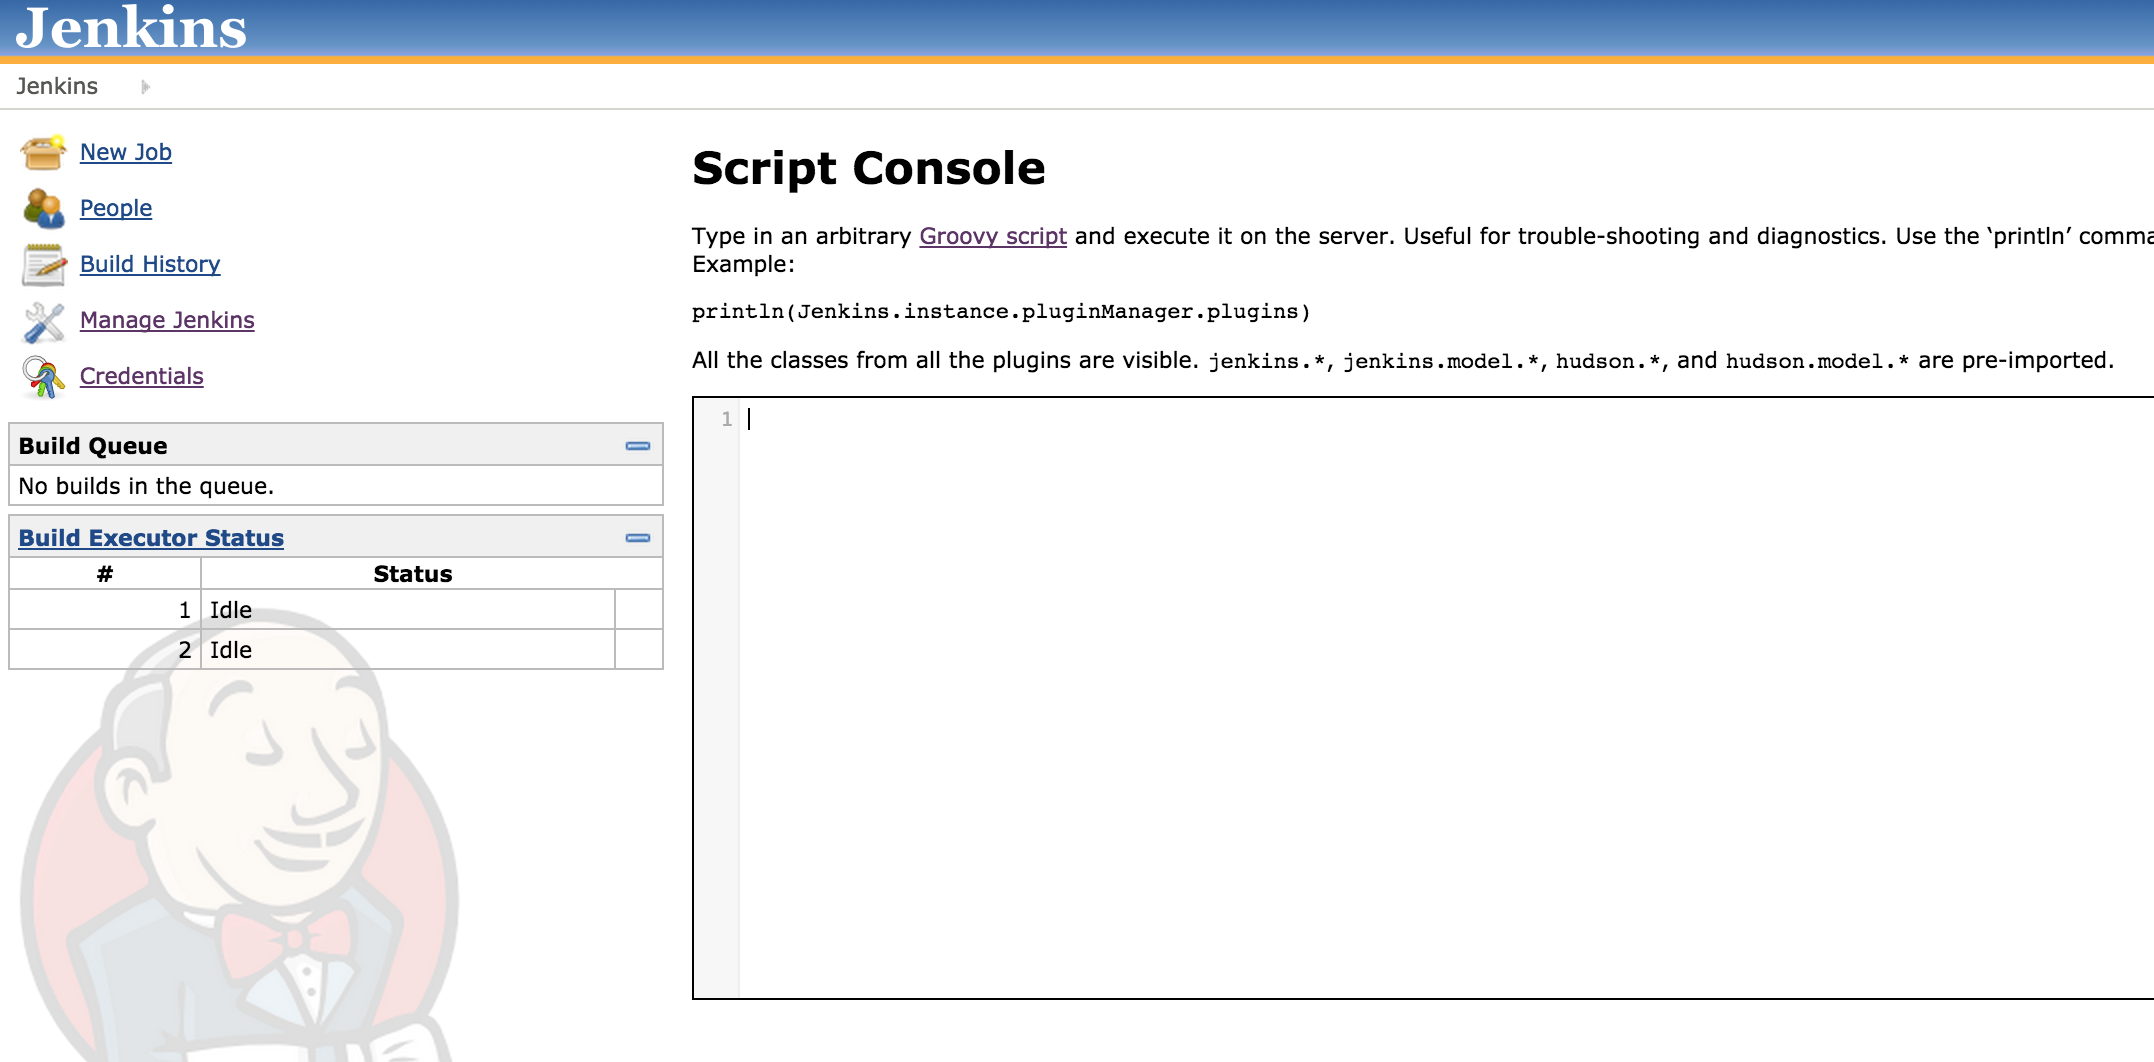 Jenkins
Jenkins
New Job
People
Build History
Manage Jenkins
Credentials
Build Queue
No builds in the queue.
Build Executor Status
# Status
1 Idle
2 Idle
Script Console
Type in an arbitrary Groovy script and execute it on the server. Useful for trouble-shooting and diagnostics. Use the ‘println’ comma
Example:
println(Jenkins.instance.pluginManager.plugins)
All the classes from all the plugins are visible. jenkins.*, jenkins.model.*, hudson.*, and hudson.model.* are pre-imported.
1